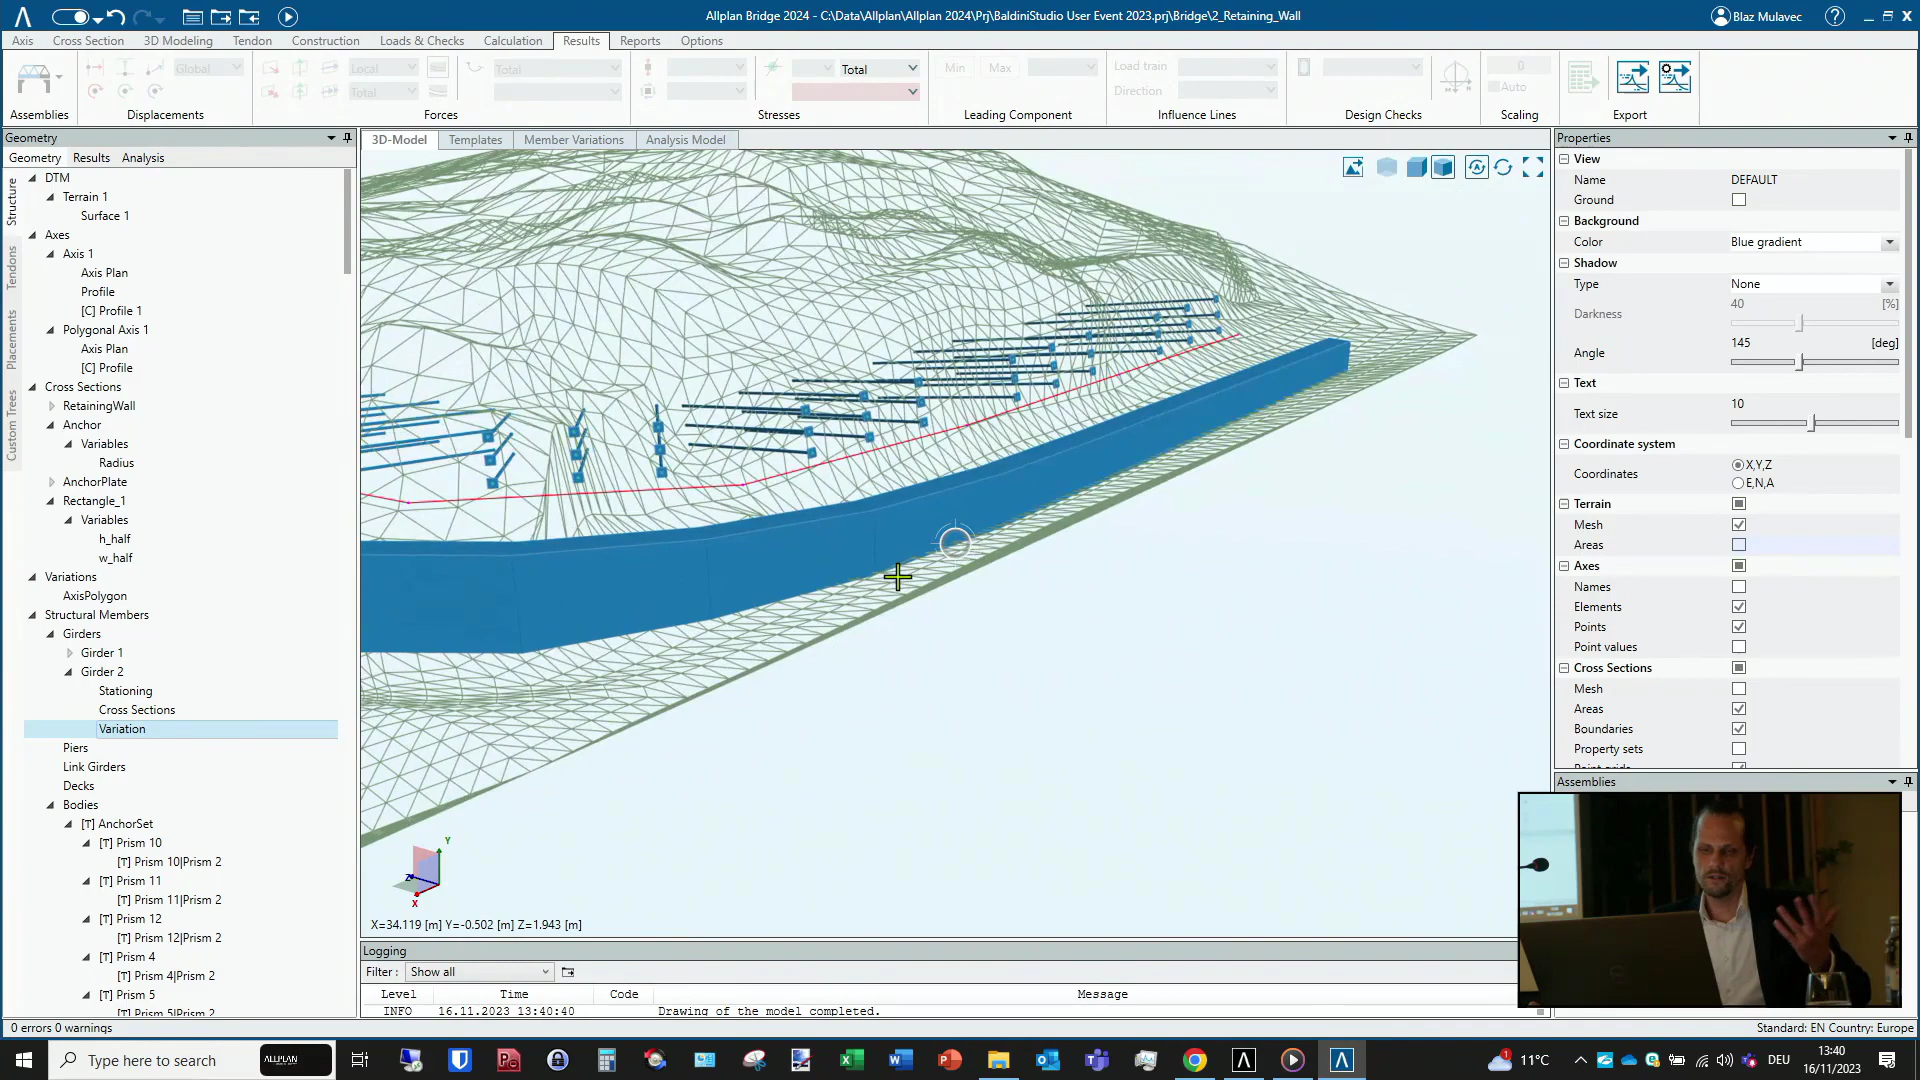 Allplan Bridge 2024 - C:\Data\Allplan\Allplan 2024\Prj\BaldiniStudio User Event 2023.prj\Bridge\2_Retaining_Wall
Blaz Mulavec
Axis Cross Section 3D Modeling Tendon Construction Loads & Checks Calculation Results Reports Options
Global Local Total Total Min Max Load train 0
Total Direction Auto
Assemblies Displacements Forces Stresses Leading Component Influence Lines Design Checks Scaling Export
Geometry
Geometry Results Analysis
Structure
Tendons
Placements
Custom Trees
DTM
Terrain 1
Surface 1
Axes
Axis 1
Axis Plan
Profile
[C] Profile 1
Polygonal Axis 1
Axis Plan
[C] Profile
Cross Sections
RetainingWall
Anchor
Variables
Radius
AnchorPlate
Rectangle_1
Variables
h_half
w_half
Variations
AxisPolygon
Structural Members
Girders
Girder 1
Girder 2
Stationing
Cross Sections
Variation
Piers
Link Girders
Decks
Bodies
[T] AnchorSet
[T] Prism 10
[T] Prism 10|Prism 2
[T] Prism 11
[T] Prism 11|Prism 2
[T] Prism 12
[T] Prism 12|Prism 2
[T] Prism 4
[T] Prism 4|Prism 2
[T] Prism 5
[T] Prism 5|Prism 2
3D-Model Templates Member Variations Analysis Model
Y
Z
X
X=34.119 [m] Y=-0.502 [m] Z=1.943 [m]
Logging
Filter : Show all
Level Time Code Message
INFO 16.11.2023 13:40:40 Drawing of the model completed.
Properties
View
Name DEFAULT
Ground
Background
Color Blue gradient
Shadow
Type None
Darkness 40 [%]
Angle 145 [deg]
Text
Text size 10
Coordinate system
Coordinates X,Y,Z
E,N,A
Terrain
Mesh
Areas
Axes
Names
Elements
Points
Point values
Cross Sections
Mesh
Areas
Boundaries
Property sets
Point grids
Assemblies
0 errors 0 warnings
Standard: EN Country: Europe
Type here to search
ALLPLAN
11°C
DEU
13:40
16/11/2023